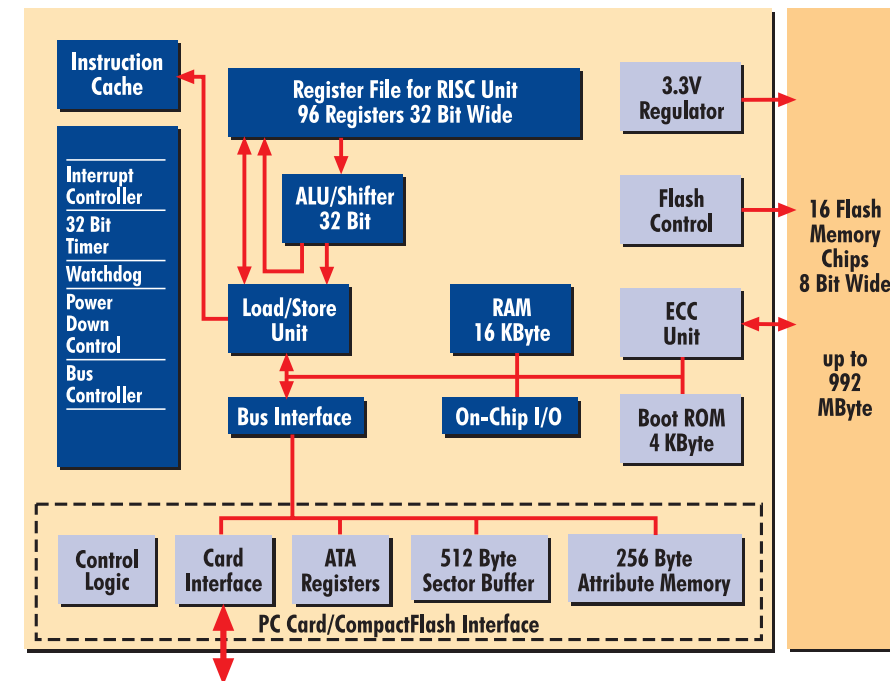 Instruction
Cache
Register File for RISC Unit
96 Registers 32 Bit Wide
3.3V
Regulator
Interrupt
Controller
32 Bit
Timer
Watchdog
Power
Down
Control
Bus
Controller
ALU/Shifter
32 Bit
Flash
Control
16 Flash
Memory
Chips
8 Bit Wide
up to
992
MByte
Load/Store
Unit
RAM
16 KByte
ECC
Unit
Bus Interface
On-Chip I/O
Boot ROM
4 KByte
Control
Logic
Card
Interface
ATA
Registers
512 Byte
Sector Buffer
256 Byte
Attribute Memory
PC Card/CompactFlash Interface